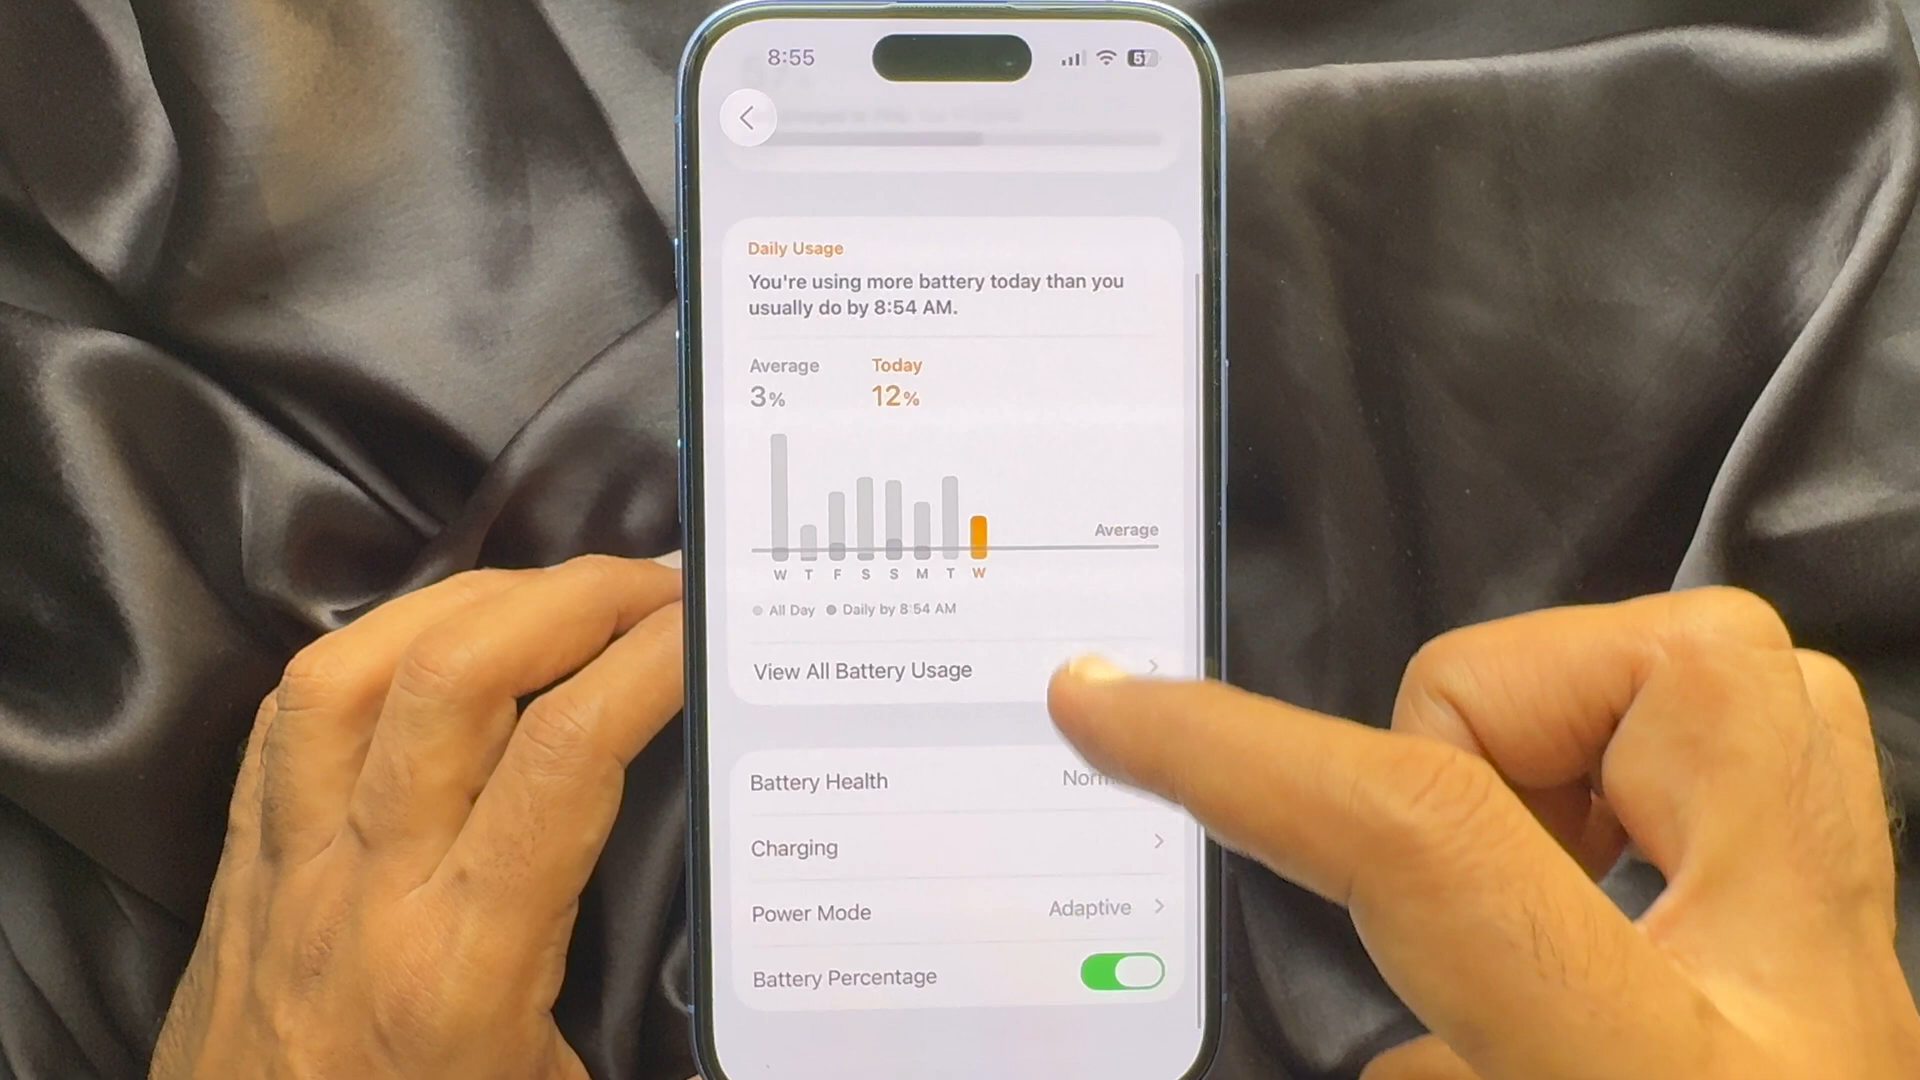 8:55
57
Daily Usage
You're using more battery today than you
usually do by 8:54 AM.
Average Today
3% 12%
Average
W T F S S M T W
All Day Daily by 8:54 AM
View All Battery Usage
Battery Health
Charging
Power Mode Adaptive
Battery Percentage